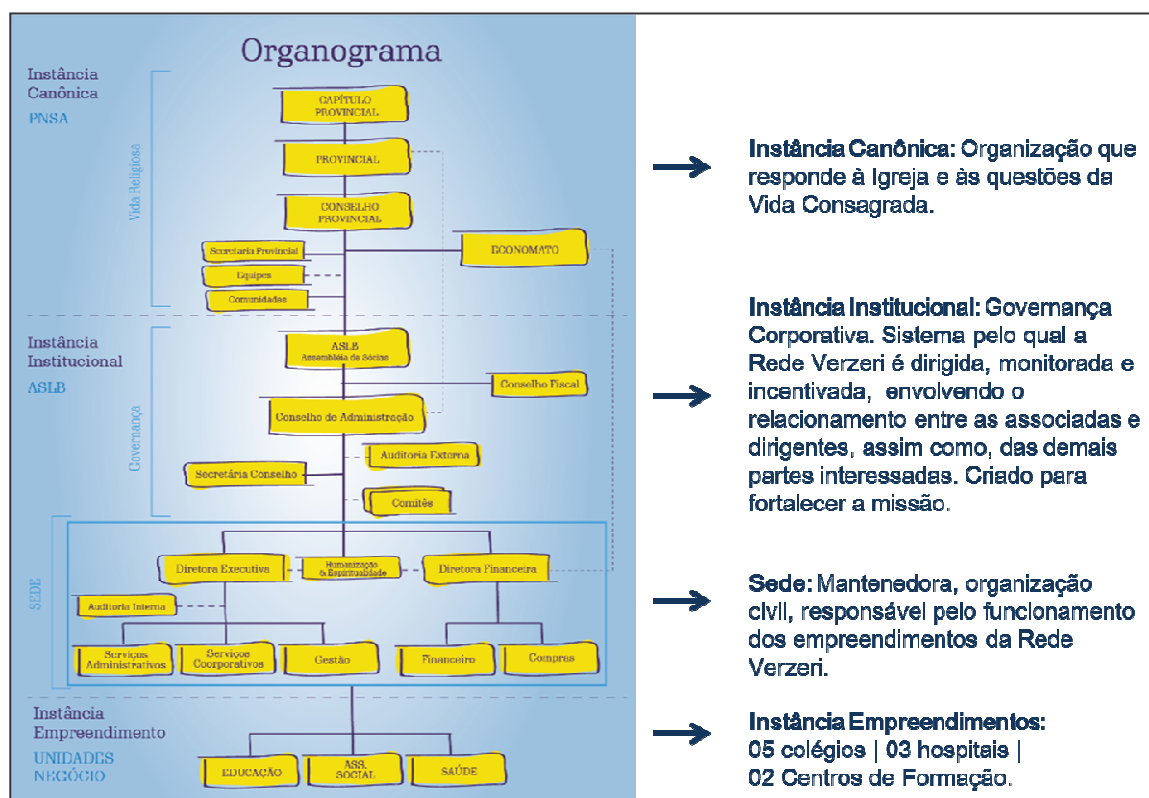 Organograma
Instância
Canônica
PNSA
Vida Religiosa
CAPÍTULO
PROVINCIAL
PROVINCIAL
CONSELHO
PROVINCIAL
Secretaria Provincial
ECONOMATO
Equipes
Comunidades
Instância
Institucional
ASLB
Governança
ASLB
Assembléia de Sócias
Conselho Fiscal
Conselho de Administração
Auditoria Externa
Secretária Conselho
Comitês
SEDE
Diretora Executiva
Humanização
& Espiritualidade
Diretora Financeira
Auditoria Interna
Serviços
Administrativos
Serviços
Coorporativos
Gestão
Financeiro
Compras
Instância
Empreendimento
UNIDADES
NEGÓCIO
EDUCAÇÃO
ASS.
SOCIAL
SAÚDE
Instância Canônica: Organização que
responde à Igreja e às questões da
Vida Consagrada.
Instância Institucional: Governança
Corporativa. Sistema pelo qual a
Rede Verzeri é dirigida, monitorada e
incentivada, envolvendo o
relacionamento entre as associadas e
dirigentes, assim como, das demais
partes interessadas. Criado para
fortalecer a missão.
Sede: Mantenedora, organização
civil, responsável pelo funcionamento
dos empreendimentos da Rede
Verzeri.
Instância Empreendimentos:
05 colégios | 03 hospitais |
02 Centros de Formação.